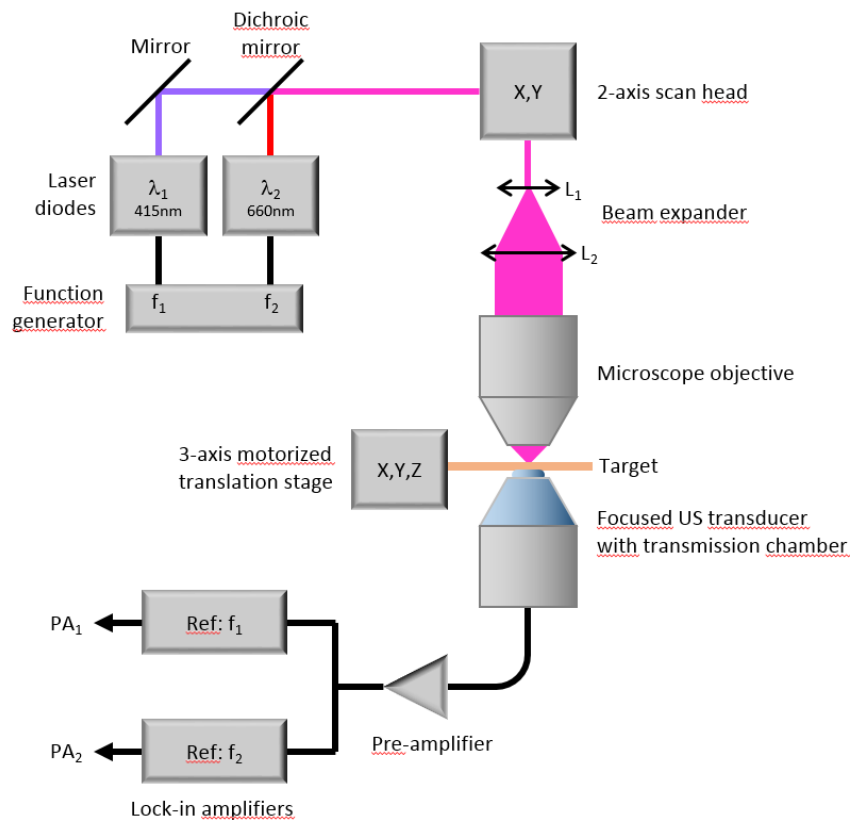 Dichroic
mirror
Mirror
X,Y
2-axis scan head
Laser
diodes
λ1
415nm
λ2
660nm
L1
Beam expander
L2
Function
generator
f1
f2
Microscope objective
3-axis motorized
translation stage
X,Y,Z
Target
Focused US transducer
with transmission chamber
PA1
Ref: f1
Pre-amplifier
PA2
Ref: f2
Lock-in amplifiers